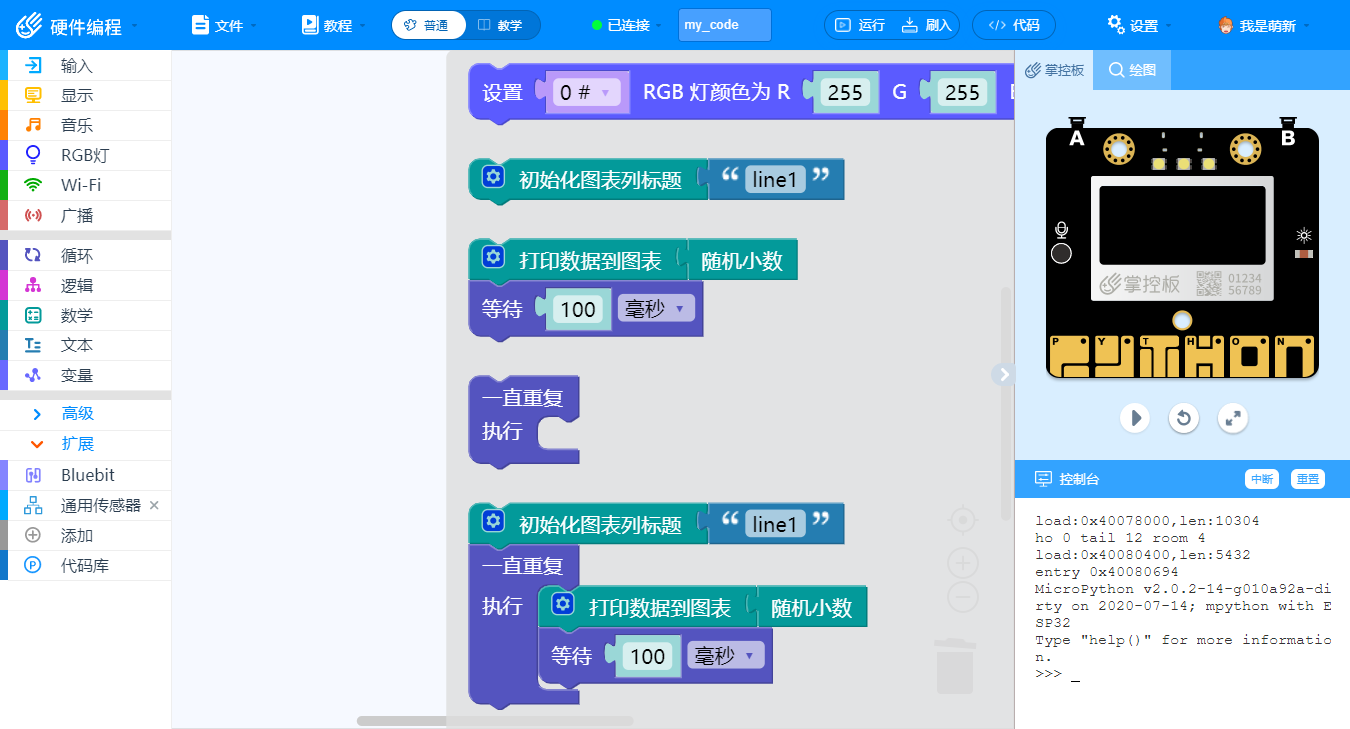 硬件编程 文件 教程 普通 教学 已连接 my_code 运行 刷入 </> 代码 设置 我是萌新
输入
显示
音乐
RGB灯
Wi-Fi
广播
循环
逻辑
数学
文本
变量
高级
扩展
Bluebit
通用传感器 ×
添加
代码库
设置 0 # RGB 灯颜色为 R 255 G 255
初始化图表列标题 “ line1 ”
打印数据到图表 随机小数
等待 100 毫秒
一直重复
执行
初始化图表列标题 “ line1 ”
一直重复
执行 打印数据到图表 随机小数
等待 100 毫秒
掌控板 绘图
A B
掌控板 01234
56789
P Y T H O N
PYTHON
控制台 中断 重置
load:0x40078000,len:10304
ho 0 tail 12 room 4
load:0x40080400,len:5432
entry 0x40080694
MicroPython v2.0.2-14-g010a92a-di
rty on 2020-07-14; mpython with E
SP32
Type "help()" for more informatio
n.
>>> _